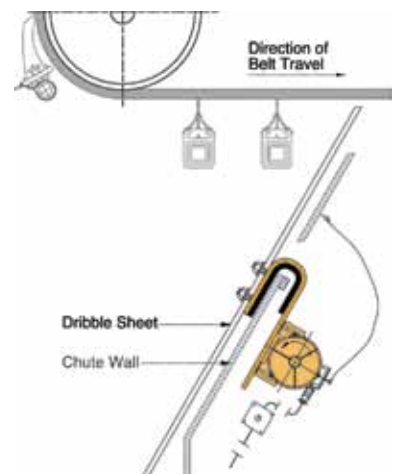 Direction of
Belt Travel
Dribble Sheet
Chute Wall